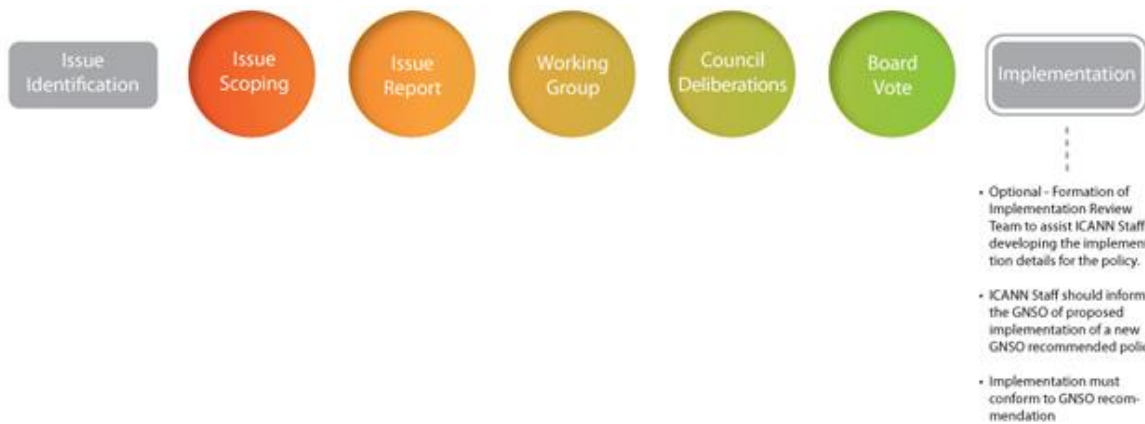 Issue
Identification
Issue
Scoping
Issue
Report
Working
Group
Council
Deliberations
Board
Vote
Implementation
• Optional - Formation of
Implementation Review
Team to assist ICANN Staff
developing the implemen
tion details for the policy.
• ICANN Staff should inform
the GNSO of proposed
implementation of a new
GNSO recommended polic
• Implementation must
conform to GNSO recom-
mendation